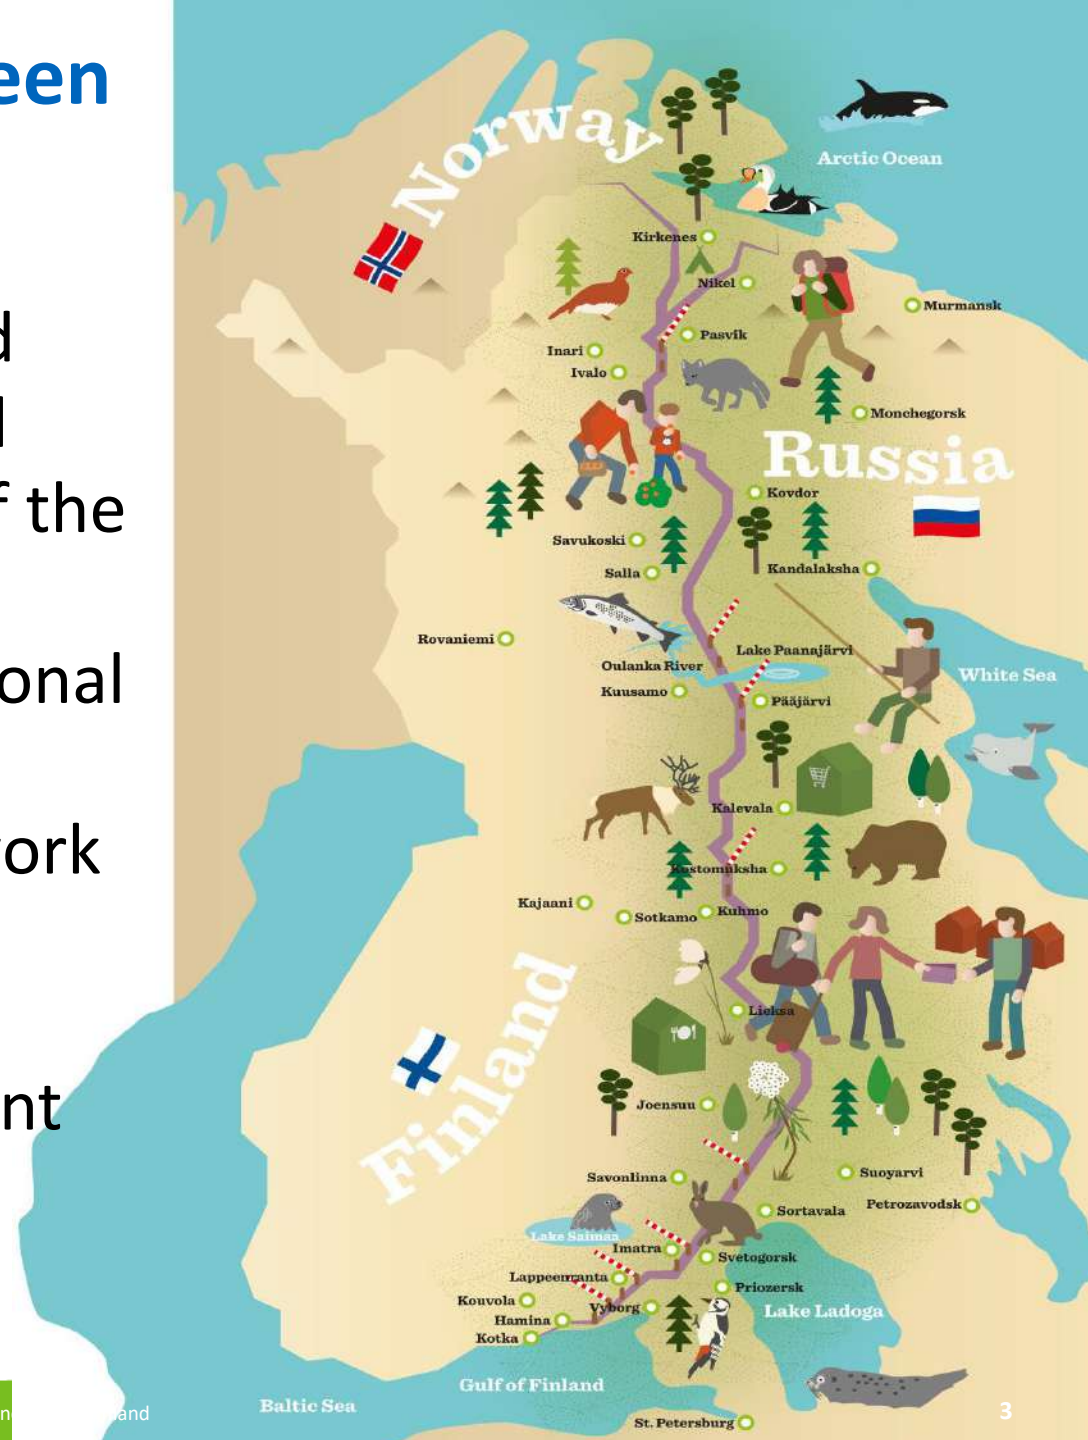 een
d
d
f the
onal
work
nt
Norway
Arctic Ocean
Kirkenes
Nikel
Murmansk
Pasvik
Inari
Ivalo
Monchegorsk
Russia
Kovdor
Savukoski
Kandalaksha
Salla
Rovaniemi
Lake Paanajärvi
Oulanka River
White Sea
Kuusamo
Pääjärvi
Kalevala
Kostomuksha
Kajaani
Kuhmo
Sotkamo
Finland
Lieksa
Joensuu
Suoyarvi
Savonlinna
Petrozavodsk
Sortavala
Lake Saimaa
Imatra
Svetogorsk
Lappeenranta
Priozersk
Kouvola
Vyborg
Lake Ladoga
Hamina
Kotka
Gulf of Finland
Baltic Sea
and
3
St. Petersburg